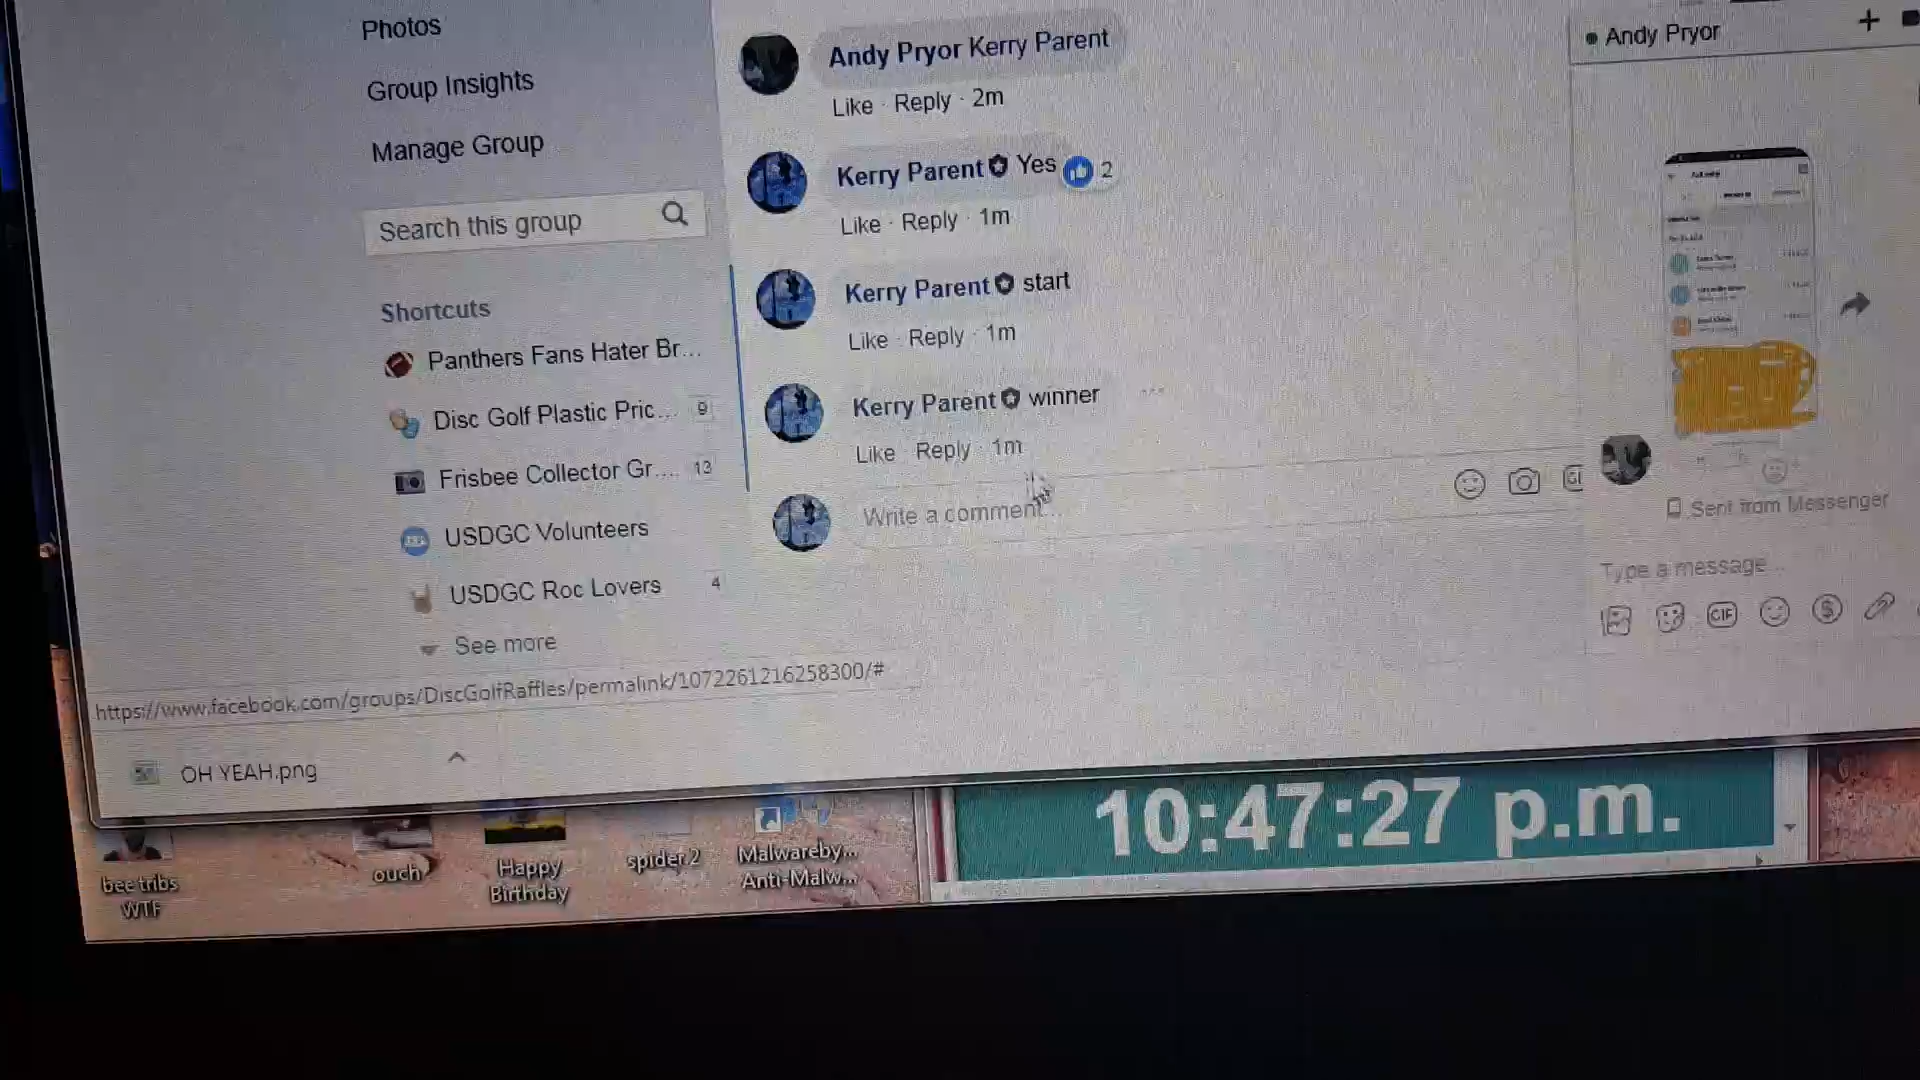 Photos
Group Insights
Manage Group
Search this group
Shortcuts
Panthers Fans Hater Br...
Disc Golf Plastic Pric... 9
Frisbee Collector Gr.... 13
USDGC Volunteers
USDGC Roc Lovers 4
See more
https://www.facebook.com/groups/DiscGolfRaffles/permalink/1072261216258300/#
OH YEAH.png
Andy Pryor Kerry Parent
Like · Reply · 2m
Kerry Parent Yes 2
Like · Reply · 1m
Kerry Parent start
Like · Reply · 1m
Kerry Parent winner ...
Like · Reply · 1m
Write a comment...
Andy Pryor
Sent from Messenger
Type a message...
GIF
bee tribs
WTF
ouch
Happy
Birthday
spider.2
Malwareby...
Anti-Malw...
10:47:27 p.m.